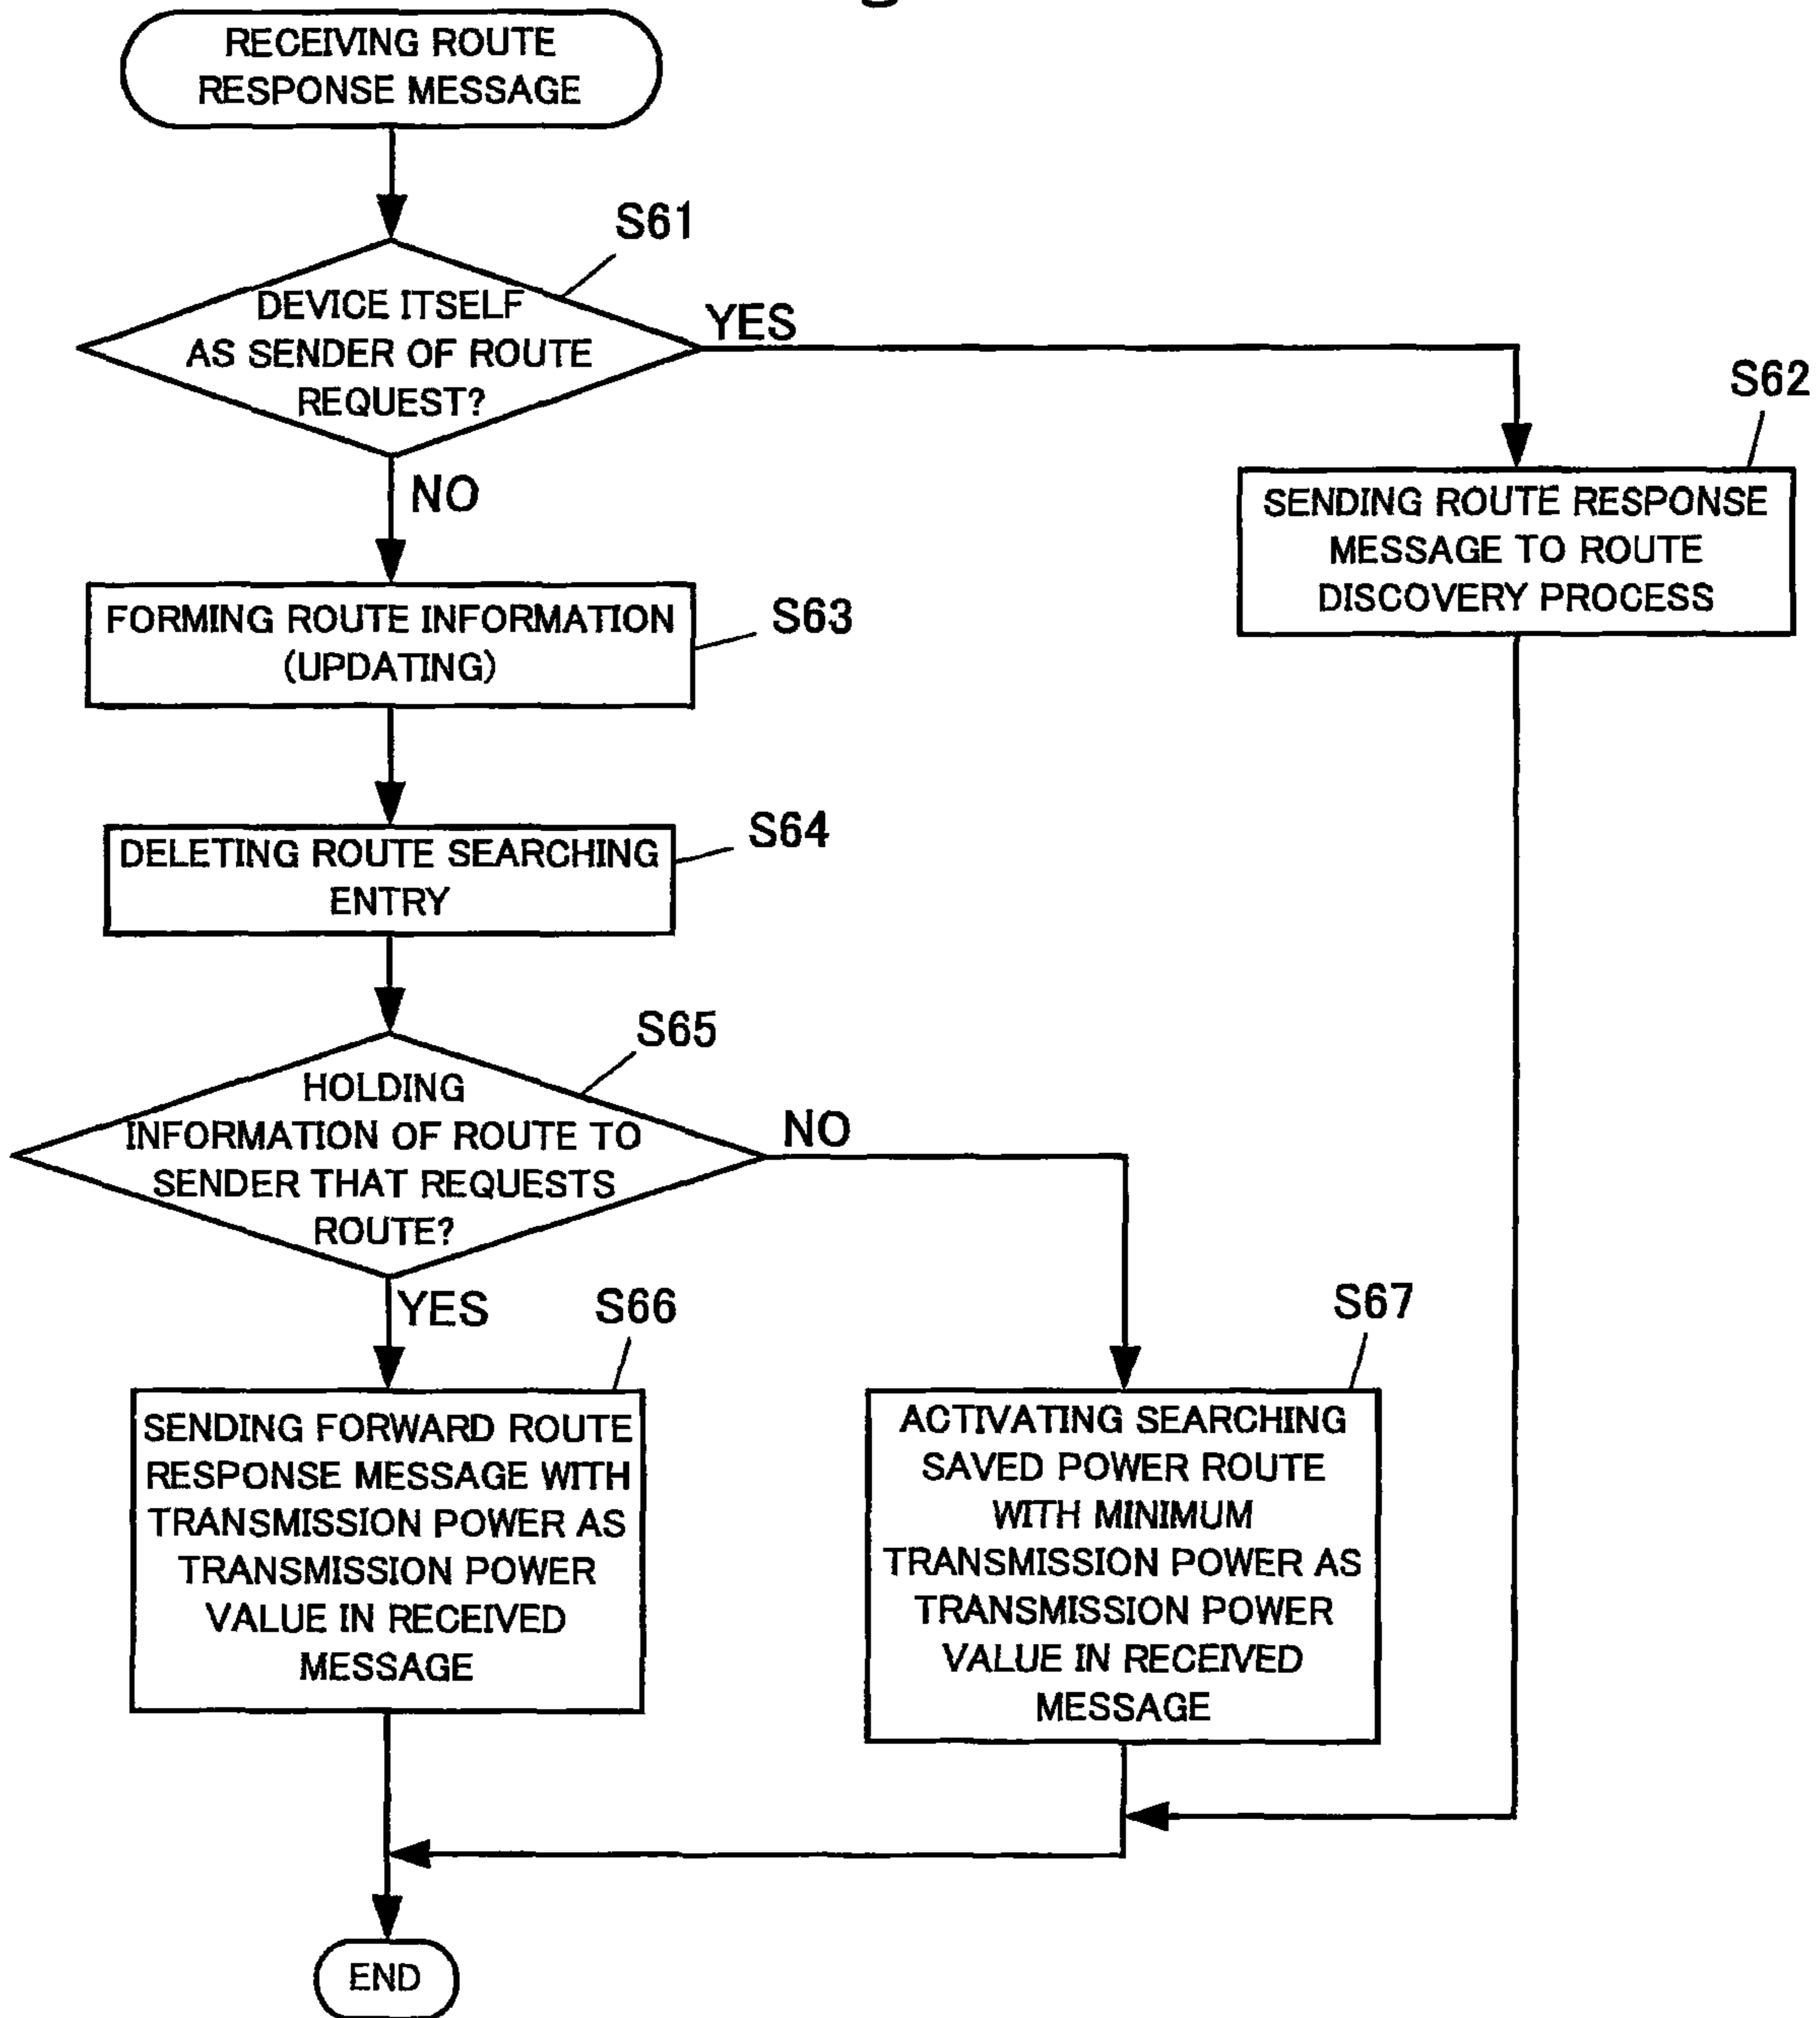 RECEIVING ROUTE
RESPONSE MESSAGE
S61
DEVICE ITSELF
AS SENDER OF ROUTE
REQUEST?
YES
NO
S62
SENDING ROUTE RESPONSE
MESSAGE TO ROUTE
DISCOVERY PROCESS
FORMING ROUTE INFORMATION
(UPDATING)
S63
DELETING ROUTE SEARCHING
ENTRY
S64
S65
HOLDING
INFORMATION OF ROUTE TO
SENDER THAT REQUESTS
ROUTE?
NO
YES
S66
SENDING FORWARD ROUTE
RESPONSE MESSAGE WITH
TRANSMISSION POWER AS
TRANSMISSION POWER
VALUE IN RECEIVED
MESSAGE
S67
ACTIVATING SEARCHING
SAVED POWER ROUTE
WITH MINIMUM
TRANSMISSION POWER AS
TRANSMISSION POWER
VALUE IN RECEIVED
MESSAGE
END